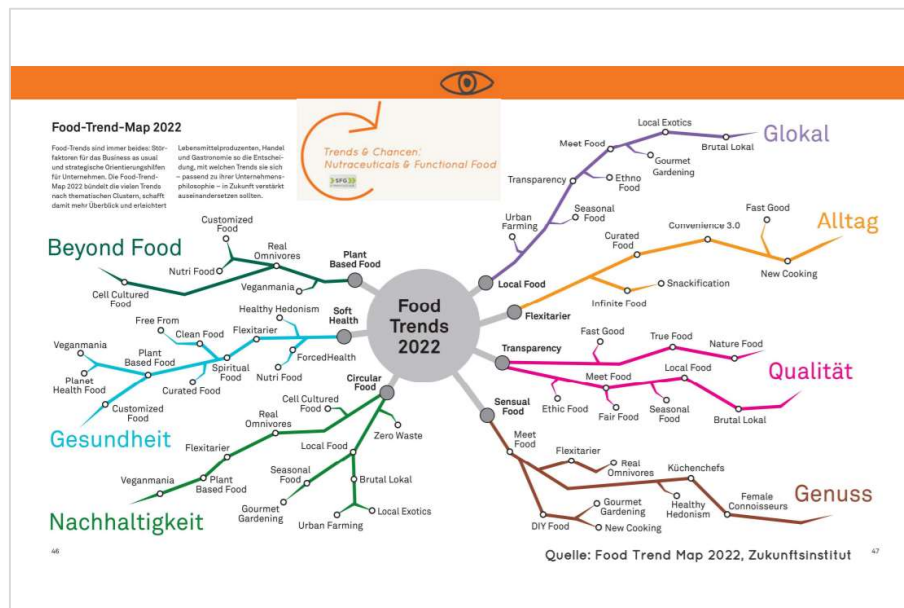 Food-Trend-Map 2022
Food-Trends sind immer beides: Stör-
faktoren für das Business as usual
und strategische Orientierungshilfen
für Unternehmen. Die Food-Trend-
Map 2022 bündelt die vielen Trends
nach thematischen Clustern, schafft
damit mehr Überblick und erleichtert
Lebensmittelproduzenten, Handel
und Gastronomie so die Entschei-
dung, mit welchen Trends sie sich
– passend zu ihrer Unternehmens-
philosophie – in Zukunft verstärkt
auseinandersetzen sollten.
Trends & Chancen:
Nutraceuticals & Functional Food
SFG
Food
Trends
2022
Beyond Food
Customized
Food
Real
Omnivores
Nutri Food
Cell Cultured
Food
Veganmania
Plant
Based Food
Gesundheit
Soft
Health
Healthy Hedonism
Flexitarier
Free From
Clean Food
Veganmania
Plant
Based Food
Planet
Health Food
Curated Food
Spiritual
Food
Nutri Food
ForcedHealth
Customized
Food
Nachhaltigkeit
Circular
Food
Cell Cultured
Food
Real
Omnivores
Zero Waste
Flexitarier
Local Food
Veganmania
Plant
Based Food
Seasonal
Food
Brutal Lokal
Gourmet
Gardening
Urban Farming
Local Exotics
Glokal
Local Exotics
Brutal Lokal
Meet Food
Gourmet
Gardening
Transparency
Ethno
Food
Urban
Farming
Seasonal
Food
Local Food
Alltag
Fast Good
Convenience 3.0
Curated
Food
New Cooking
Snackification
Infinite Food
Flexitarier
Qualität
Transparency
Fast Good
True Food
Nature Food
Meet Food
Local Food
Ethic Food
Fair Food
Seasonal
Food
Brutal Lokal
Genuss
Sensual
Food
Meet
Food
Flexitarier
Real
Omnivores
Küchenchefs
Gourmet
Gardening
Healthy
Hedonism
Female
Connoisseurs
DIY Food
New Cooking
46
Quelle: Food Trend Map 2022, Zukunftsinstitut
47